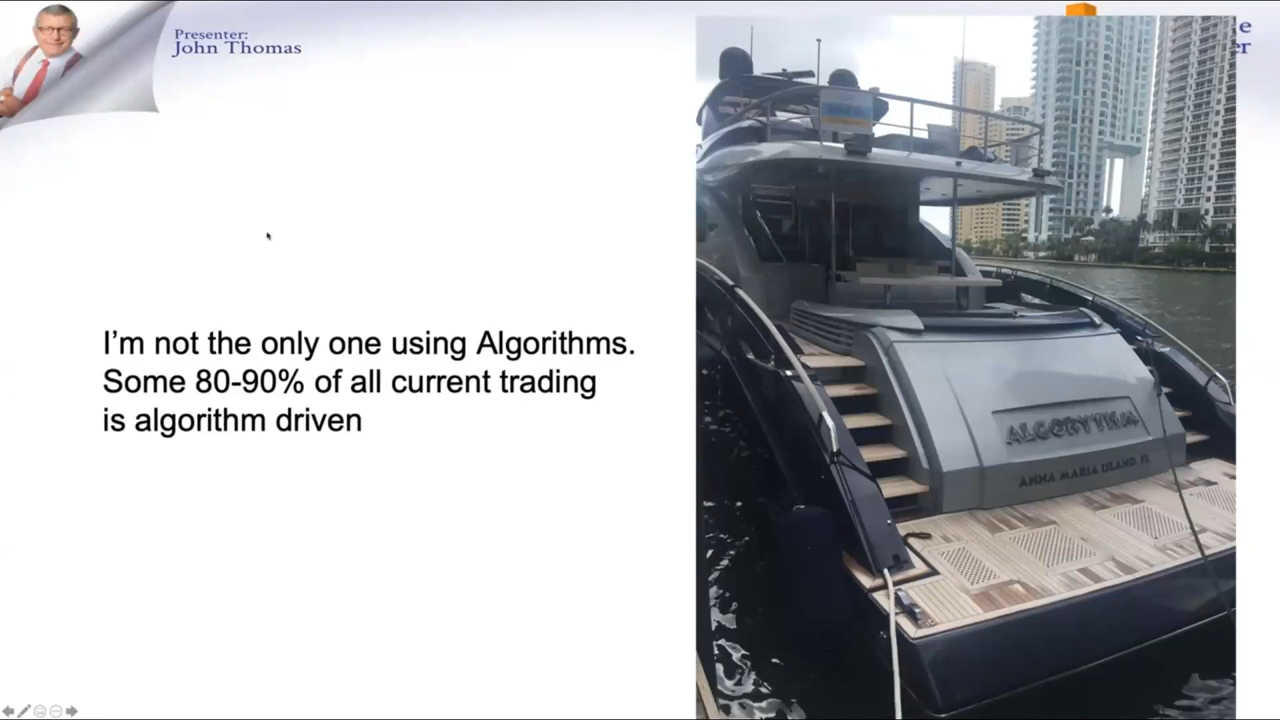 Presenter:
John Thomas
e
er
I’m not the only one using Algorithms.
Some 80-90% of all current trading
is algorithm driven
ALGORYTHM
ANNA MARIA ISLAND, FL